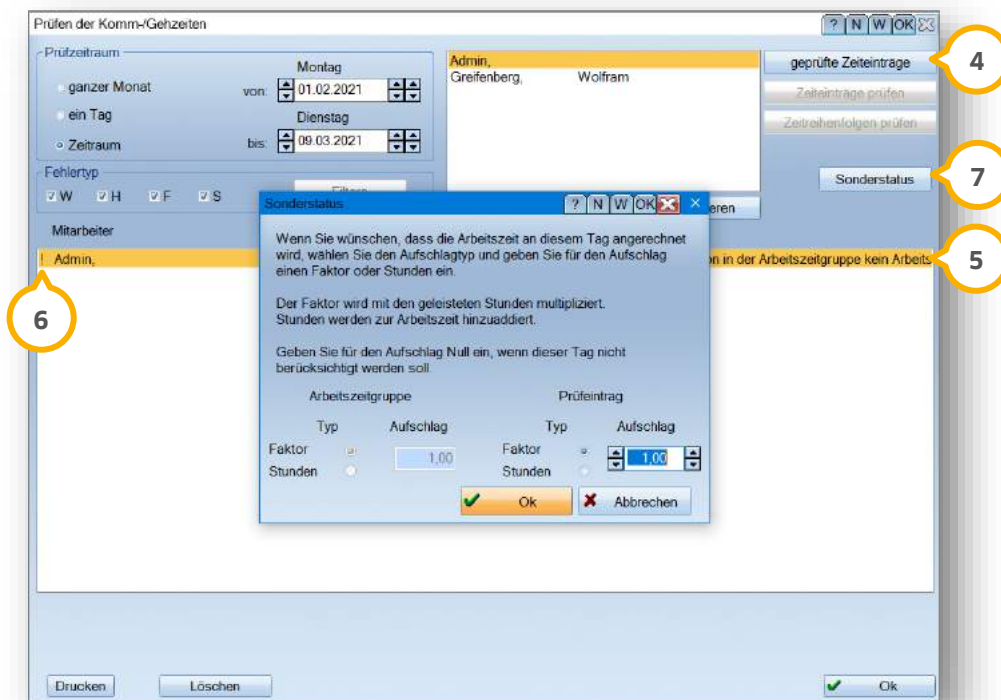 Prüfen der Komm-/Gehzeiten
? N W OK
Prüfzeitraum
ganzer Monat
ein Tag
Zeitraum
Montag
von: 01.02.2021
Dienstag
bis: 09.03.2021
Admin,
Greifenberg, Wolfram
geprüfte Zeiteintrage
4
Zeiteintrage prüfen
Zeitreihenfolgen prüfen
Sonderstatus
7
Fehlertyp
W H F S
eren
Mitarbeiter
! Admin,
n in der Arbeitszeitgruppe kein Arbeits
5
6
Sonderstatus
? N W OK
Wenn Sie wünschen, dass die Arbeitszeit an diesem Tag angerechnet
wird, wählen Sie den Aufschlagtyp und geben Sie für den Aufschlag
einen Faktor oder Stunden ein.
Der Faktor wird mit den geleisteten Stunden multipliziert.
Stunden werden zur Arbeitszeit hinzuaddiert.
Geben Sie für den Aufschlag Null ein, wenn dieser Tag nicht
berücksichtigt werden soll.
Arbeitszeitgruppe Prüfeintrag
Typ Aufschlag Typ Aufschlag
Faktor 1,00 Faktor 1,00
Stunden Stunden
Ok Abbrechen
Drucken Löschen Ok